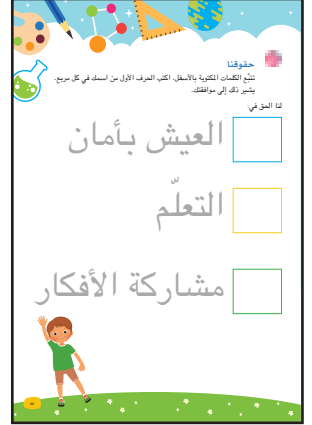 حقوقنا
تتبّع الكلمات المكتوبة بالأسفل. اكتب الحرف الأول من اسمك في كل مربع.
يشير ذلك إلى موافقتك.
لنا الحق في:
العيش بأمان
التعلّم
مشاركة الأفكار